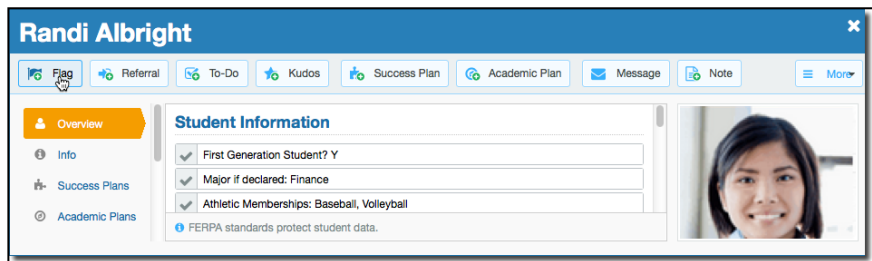 Randi Albright
Flag Referral To-Do Kudos Success Plan Academic Plan Message Note More
Overview
Info
Success Plans
Academic Plans
Student Information
First Generation Student? Y
Major if declared: Finance
Athletic Memberships: Baseball, Volleyball
FERPA standards protect student data.